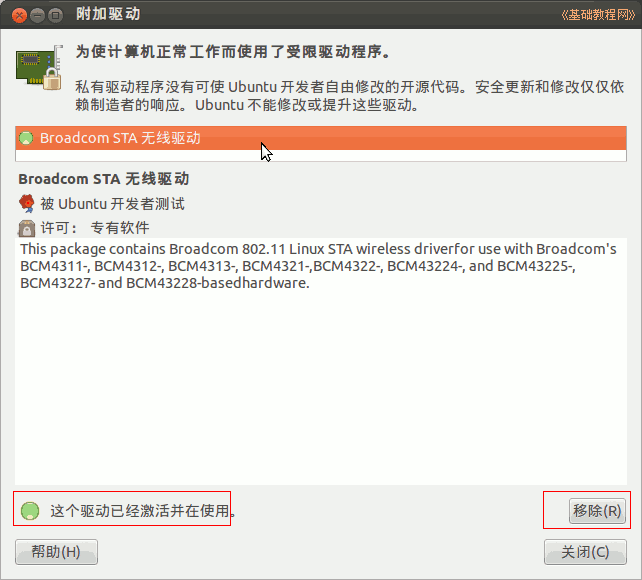 附加驱动
《基础教程网》
为使计算机正常工作而使用了受限驱动程序。
私有驱动程序没有可使 Ubuntu 开发者自由修改的开源代码。安全更新和修改仅仅依
赖制造者的响应。Ubuntu 不能修改或提升这些驱动。
Broadcom STA 无线驱动
Broadcom STA 无线驱动
被 Ubuntu 开发者测试
许可： 专有软件
This package contains Broadcom 802.11 Linux STA wireless driverfor use with Broadcom's
BCM4311-, BCM4312-, BCM4313-, BCM4321-,BCM4322-, BCM43224-, and BCM43225-,
BCM43227- and BCM43228-basedhardware.
这个驱动已经激活并在使用。
移除(R)
帮助(H)
关闭(C)